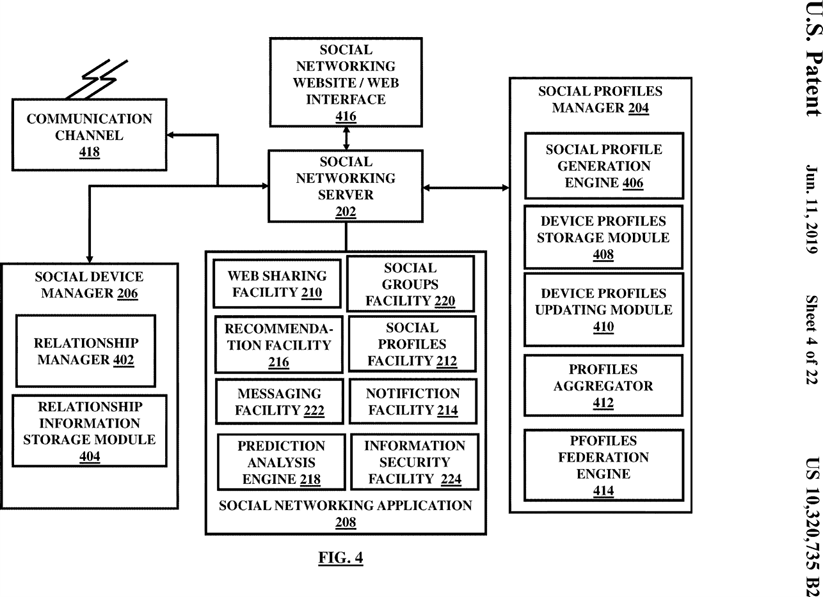 U.S. Patent
Jun. 11, 2019
Sheet 4 of 22
US 10,320,735 B2
SOCIAL
NETWORKING
WEBSITE / WEB
INTERFACE
416
COMMUNICATION
CHANNEL
418
SOCIAL
NETWORKING
SERVER
202
SOCIAL PROFILES
MANAGER 204
SOCIAL PROFILE
GENERATION
ENGINE 406
DEVICE PROFILES
STORAGE MODULE
408
DEVICE PROFILES
UPDATING MODULE
410
PROFILES
AGGREGATOR
412
PFOFILES
FEDERATION
ENGINE
414
SOCIAL DEVICE
MANAGER 206
RELATIONSHIP
MANAGER 402
RELATIONSHIP
INFORMATION
STORAGE MODULE
404
WEB SHARING
FACILITY 210
SOCIAL
GROUPS
FACILITY 220
RECOMMENDA-
TION FACILITY
216
SOCIAL
PROFILES
FACILITY 212
MESSAGING
FACILITY 222
NOTIFICTION
FACILITY 214
PREDICTION
ANALYSIS
ENGINE 218
INFORMATION
SECURITY
FACILITY 224
SOCIAL NETWORKING APPLICATION
208
FIG. 4